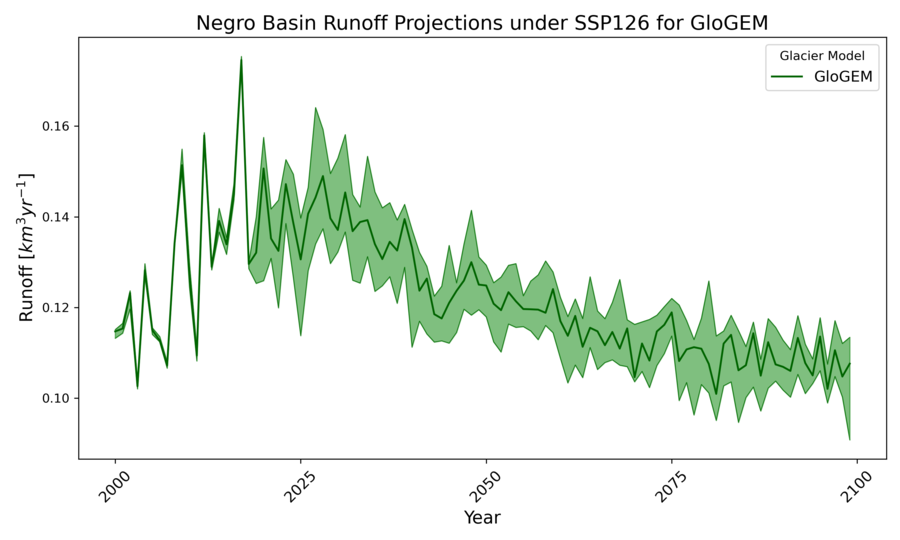 Negro Basin Runoff Projections under SSP126 for GloGEM
Glacier Model
GloGEM
Runoff [km³yr⁻¹]
0.16
0.14
0.12
0.10
2000
2025
2050
2075
2100
Year